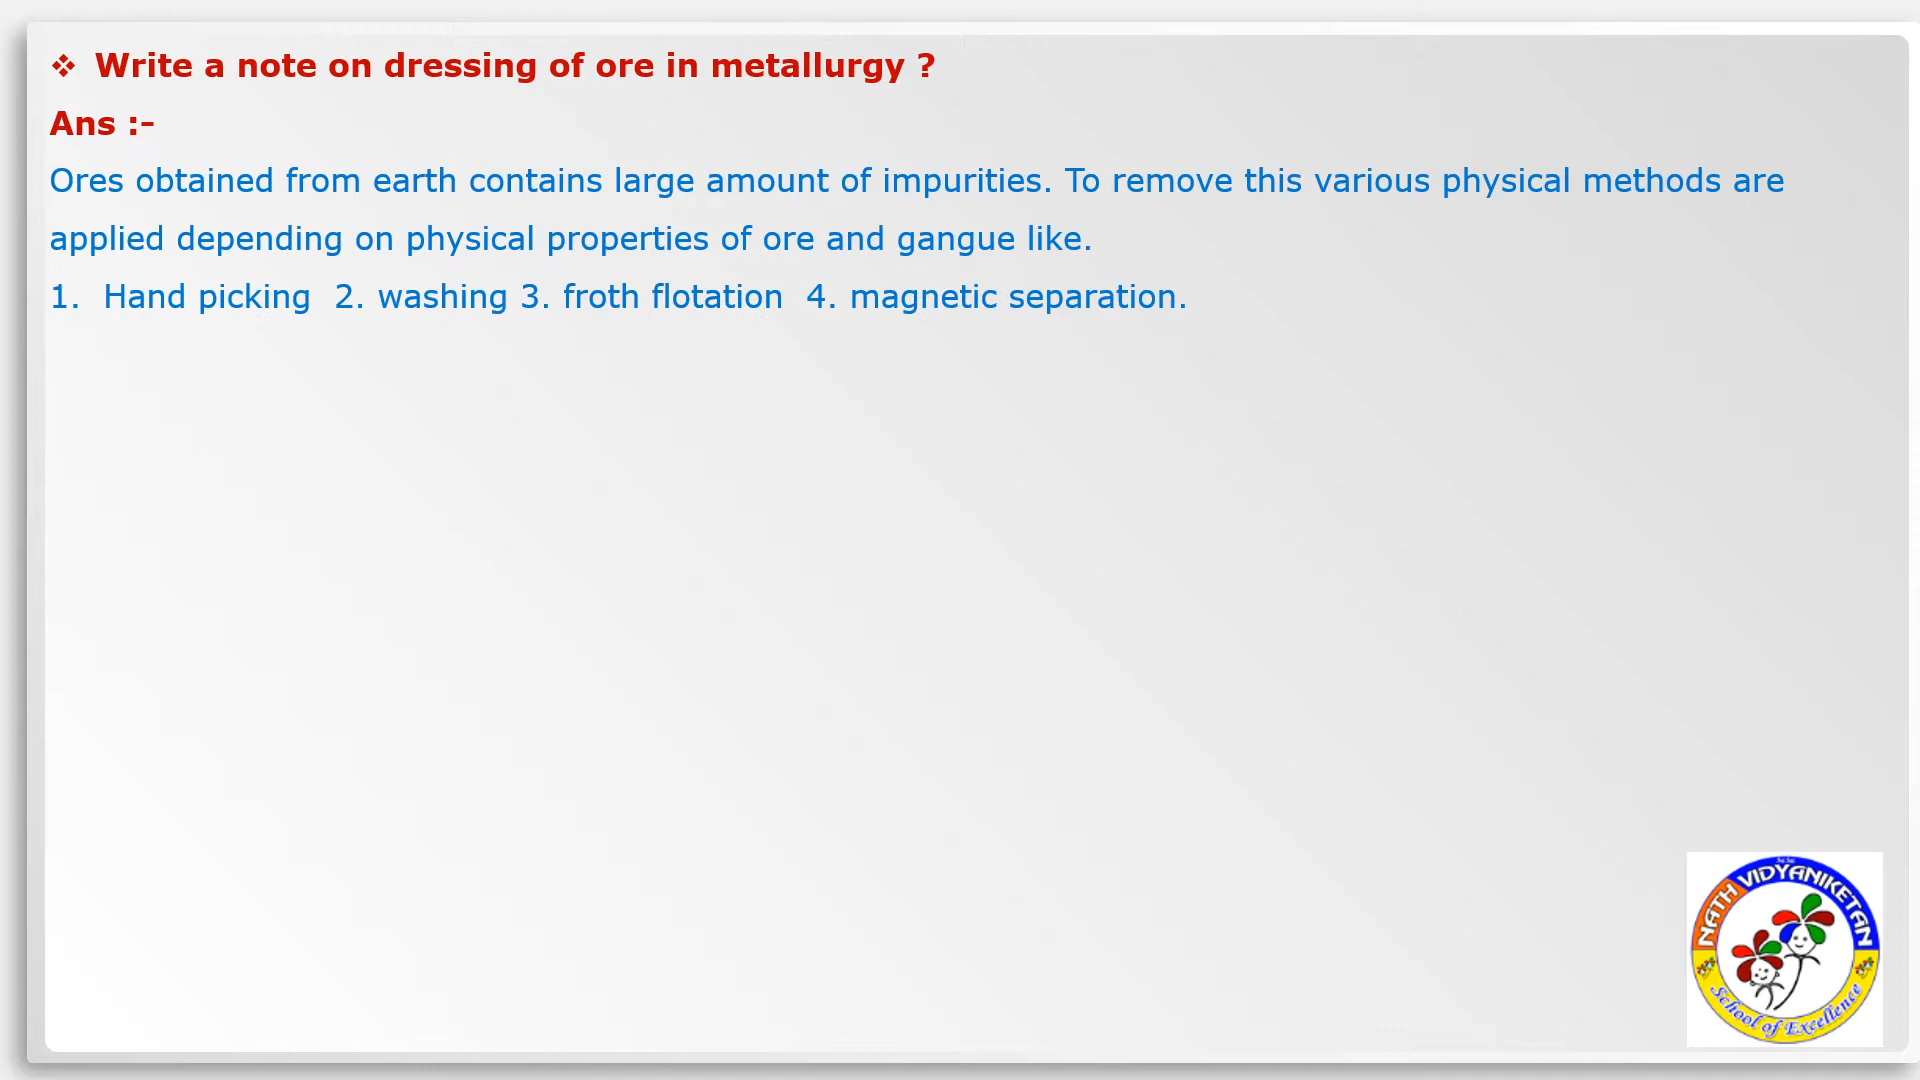 ❖ Write a note on dressing of ore in metallurgy ?
Ans :–
Ores obtained from earth contains large amount of impurities. To remove this various physical methods are
applied depending on physical properties of ore and gangue like.
1.  Hand picking  2. washing 3. froth flotation  4. magnetic separation.
NATH VIDYANIKETAN
School of Excellence